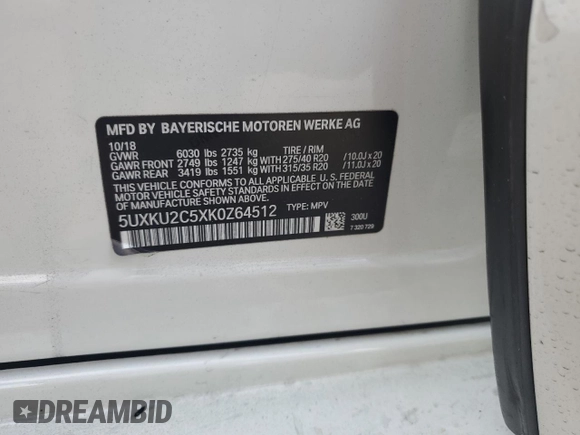 MFD BY BAYERISCHE MOTOREN WERKE AG
10/18
GVWR 6030 lbs 2735 kg TIRE / RIM
GAWR FRONT 2749 lbs 1247 kg WITH 275/40 R20 /10.0J x 20
GAWR REAR 3419 lbs 1551 kg WITH 315/35 R20 /11.0J x 20
THIS VEHICLE CONFORMS TO ALL APPLICABLE U. S. FEDERAL
MOTOR VEHICLE SAFETY STANDARDS IN EFFECT ON THE
DATE OF MANUFACTURE SHOWN ABOVE.
5UXKU2C5XK0Z64512 TYPE: MPV
300U
7 320 729
DREAMBID